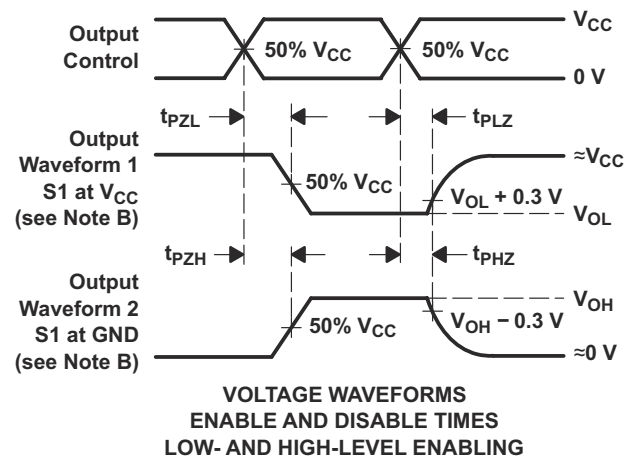 Output
Control
50% VCC
50% VCC
VCC
0 V
tPZL
tPLZ
Output
Waveform 1
S1 at VCC
(see Note B)
50% VCC
≈VCC
VOL + 0.3 V
VOL
tPZH
tPHZ
Output
Waveform 2
S1 at GND
(see Note B)
50% VCC
VOH
VOH − 0.3 V
≈0 V
VOLTAGE WAVEFORMS
ENABLE AND DISABLE TIMES
LOW- AND HIGH-LEVEL ENABLING